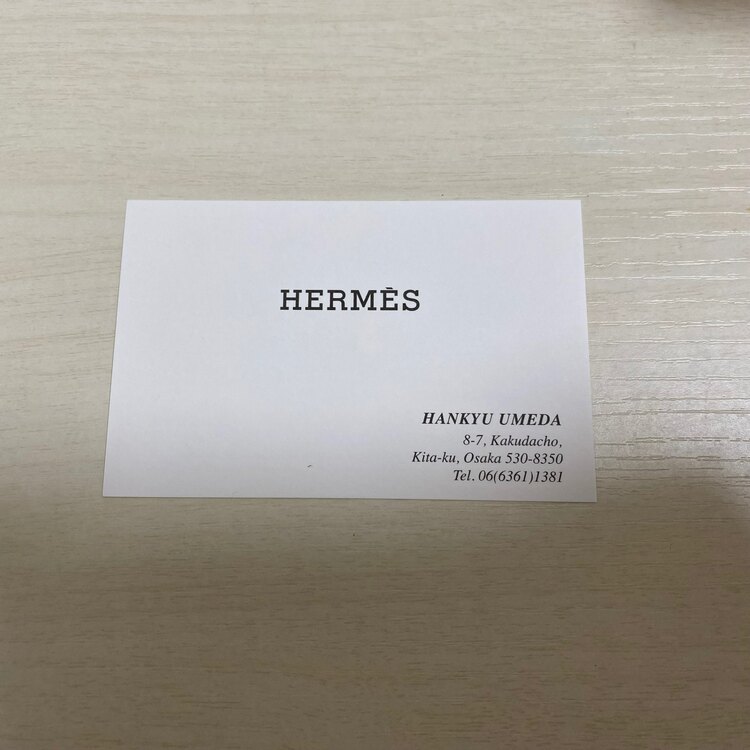 HERMÈS
HANKYU UMEDA
8-7, Kakudacho,
Kita-ku, Osaka 530-8350
Tel. 06(6361)1381